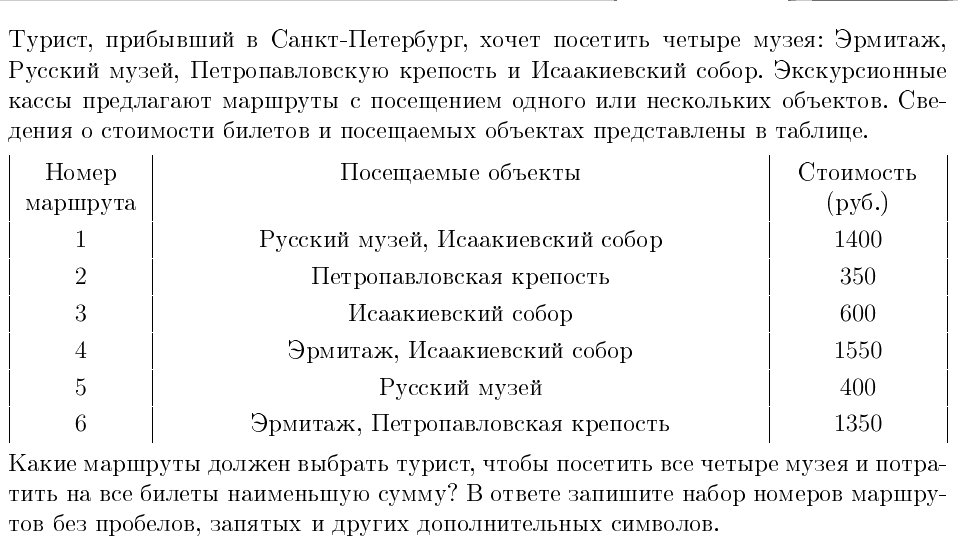 Турист, прибывший в Санкт-Петербург, хочет посетить четыре музея: Эрмитаж,
Русский музей, Петропавловскую крепость и Исаакиевский собор. Экскурсионные
кассы предлагают маршруты с посещением одного или нескольких объектов. Све-
дения о стоимости билетов и посещаемых объектах представлены в таблице.
Номер маршрута Посещаемые объекты Стоимость (руб.)
1 Русский музей, Исаакиевский собор 1400
2 Петропавловская крепость 350
3 Исаакиевский собор 600
4 Эрмитаж, Исаакиевский собор 1550
5 Русский музей 400
6 Эрмитаж, Петропавловская крепость 1350
Какие маршруты должен выбрать турист, чтобы посетить все четыре музея и потра-
тить на все билеты наименьшую сумму? В ответе запишите набор номеров маршру-
тов без пробелов, запятых и других дополнительных символов.